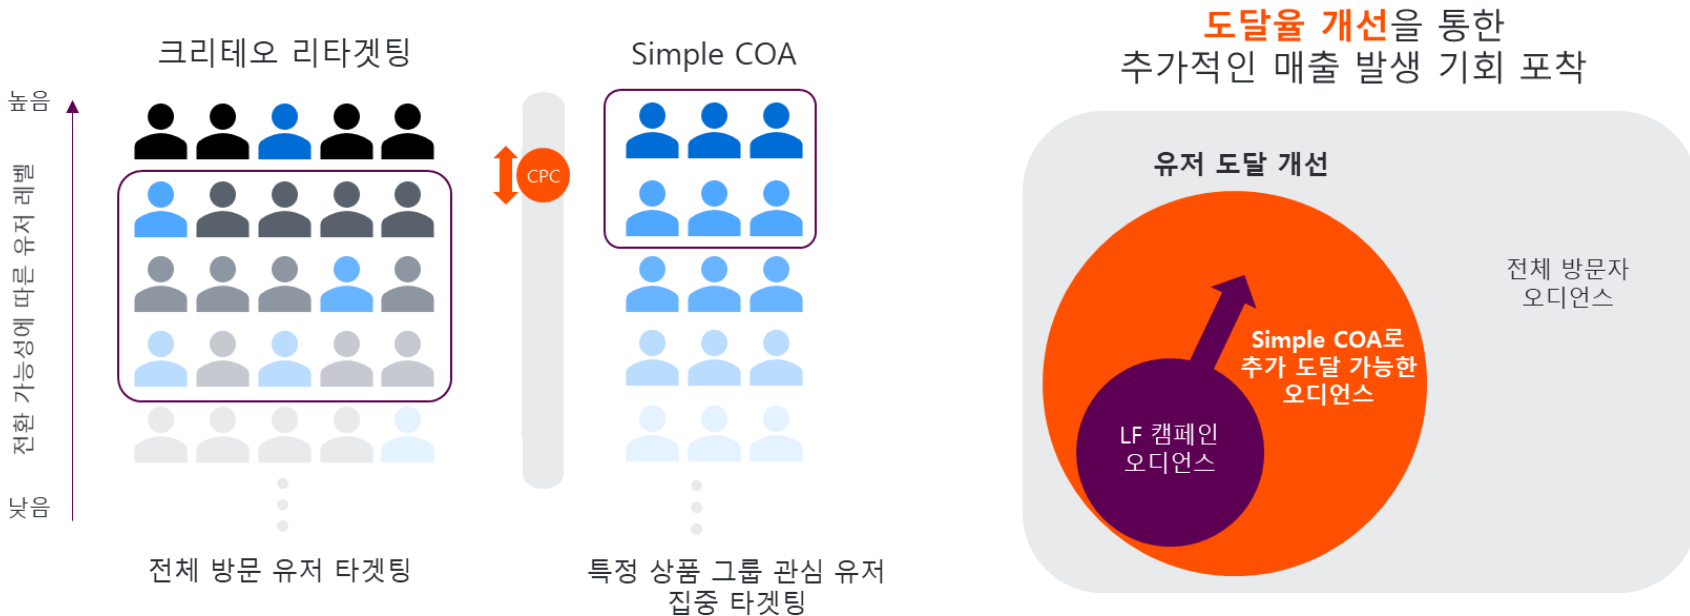 크리테오 리타겟팅
Simple COA
높음
전환 가능성에 따른 유저 레벨
낮음
CPC
전체 방문 유저 타겟팅
특정 상품 그룹 관심 유저
집중 타겟팅
도달율 개선을 통한
추가적인 매출 발생 기회 포착
유저 도달 개선
전체 방문자
오디언스
Simple COA로
추가 도달 가능한
오디언스
LF 캠페인
오디언스